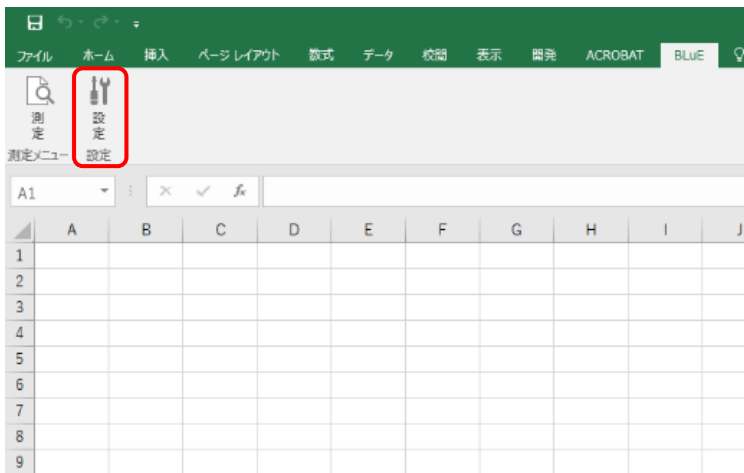 ファイル ホーム 挿入 ページ レイアウト 数式 データ 校閲 表示 開発 ACROBAT BLuE
測定 設定
測定メニュー 設定
A1 fx
A B C D E F G H I J
1
2
3
4
5
6
7
8
9